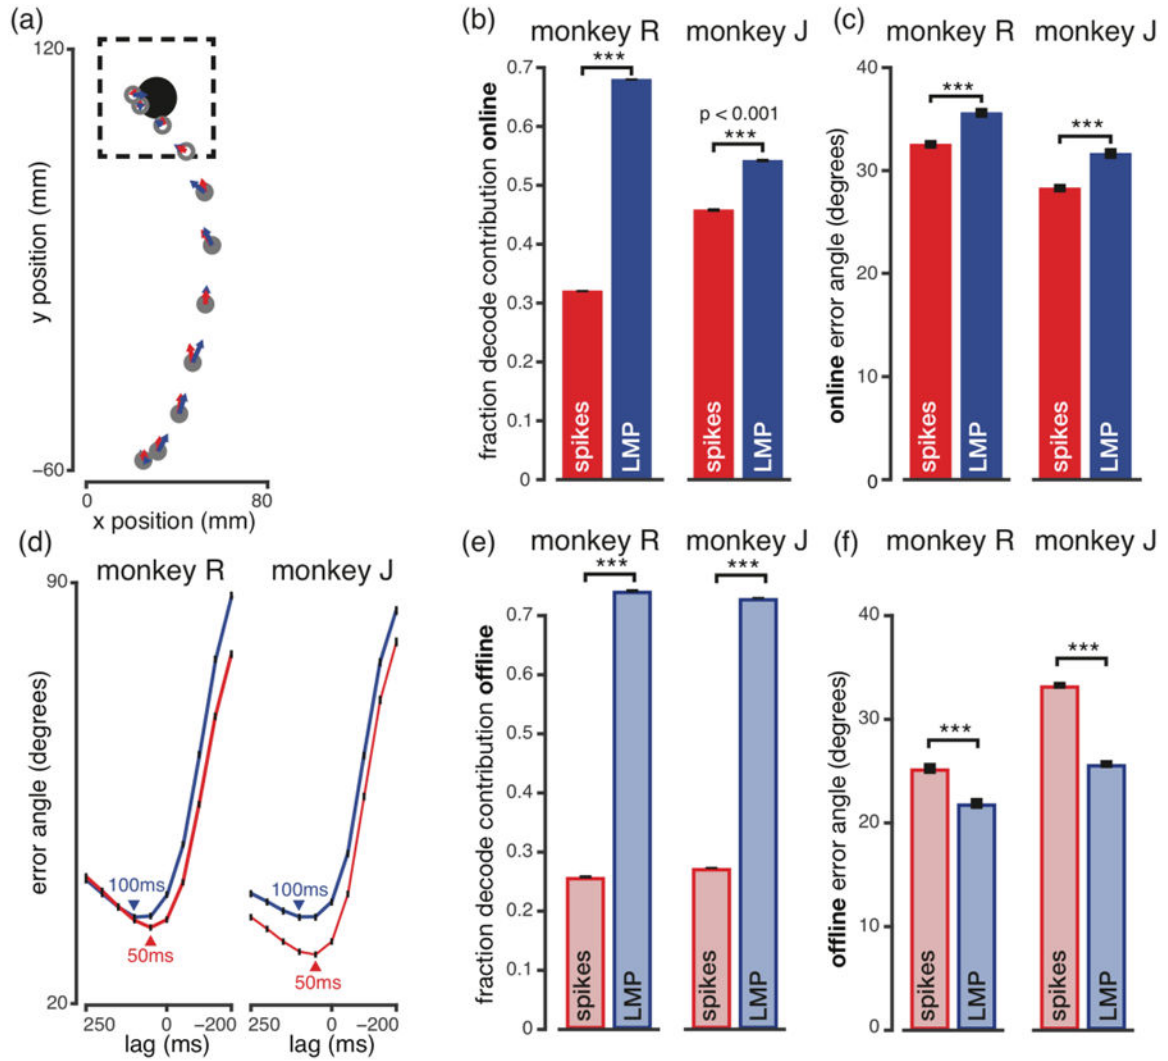 (a)
120
y position (mm)
−60
0
80
x position (mm)
(b)
monkey R
monkey J
0.7
0.6
0.5
0.4
0.3
0.2
0.1
0
fraction decode contribution online
***
p < 0.001
***
spikes
LMP
spikes
LMP
(c)
monkey R
monkey J
40
30
20
10
0
online error angle (degrees)
***
***
spikes
LMP
spikes
LMP
(d)
monkey R
monkey J
90
error angle (degrees)
20
100ms
50ms
100ms
50ms
250
0
−200
250
0
−200
lag (ms)
lag (ms)
(e)
monkey R
monkey J
0.7
0.6
0.5
0.4
0.3
0.2
0.1
0
fraction decode contribution offline
***
***
spikes
LMP
spikes
LMP
(f)
monkey R
monkey J
40
30
20
10
0
offline error angle (degrees)
***
***
spikes
LMP
spikes
LMP